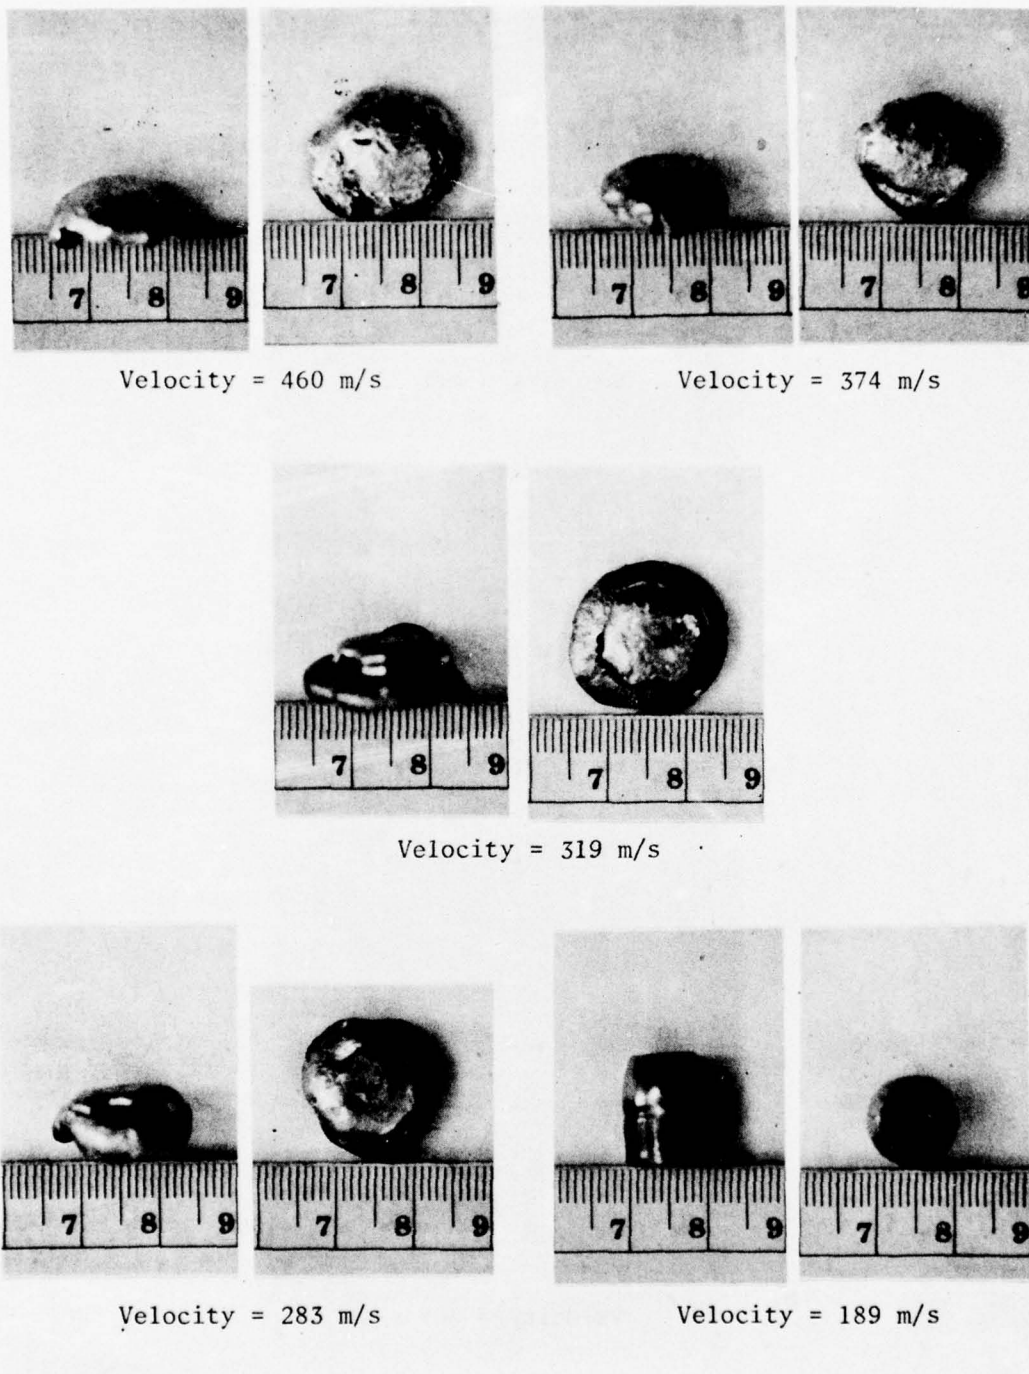 7 8 9 7 8 9 7 8 9 7 8 9
Velocity = 460 m/s Velocity = 374 m/s
7 8 9 7 8 9
Velocity = 319 m/s
7 8 9 7 8 9 7 8 9 7 8 9
Velocity = 283 m/s Velocity = 189 m/s